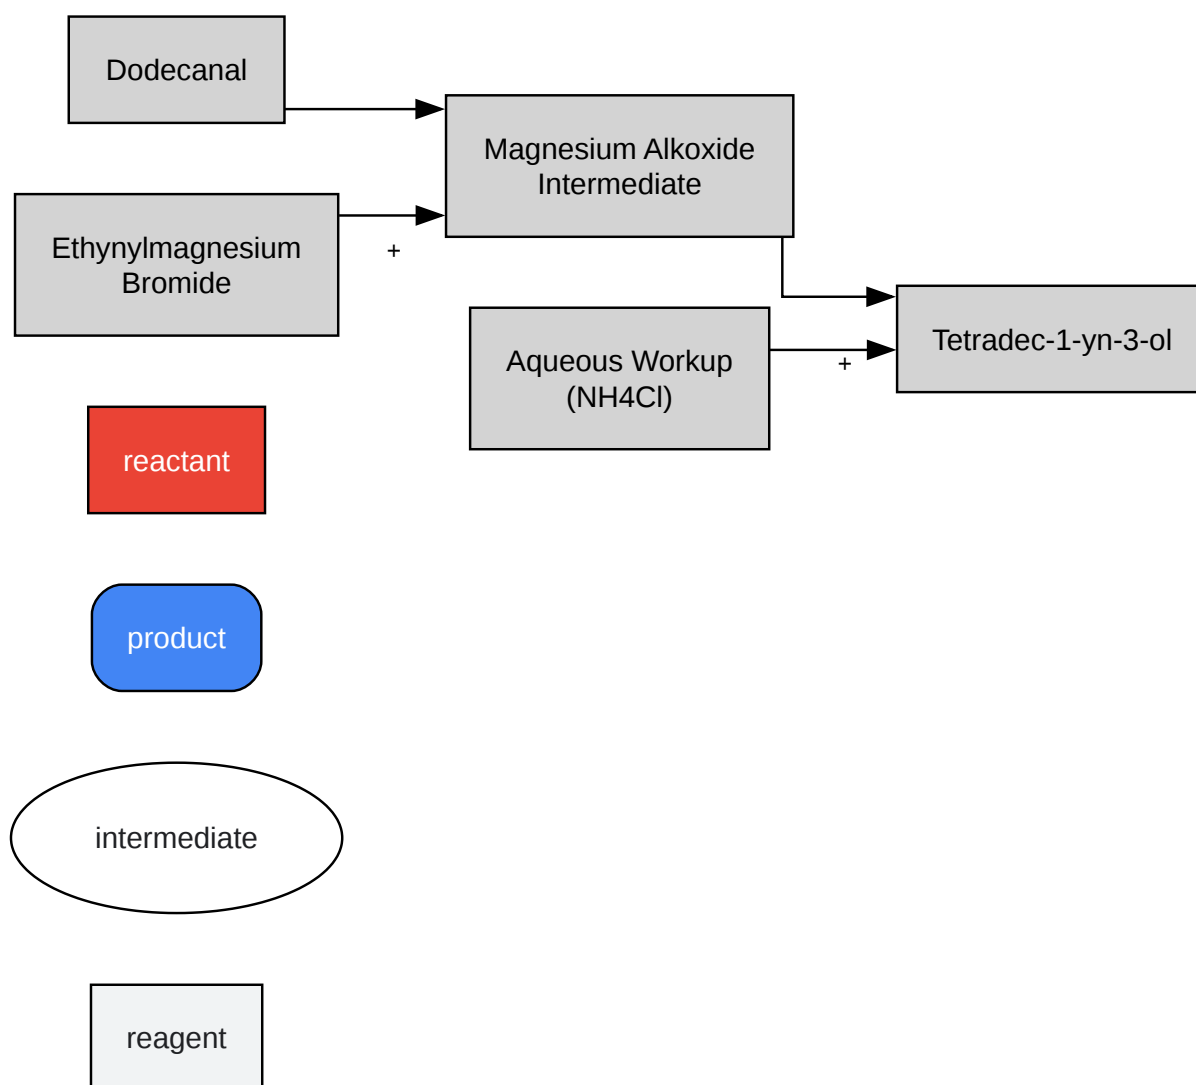 Dodecanal
Magnesium Alkoxide
Intermediate
Ethynylmagnesium
Bromide
+
Aqueous Workup
(NH4Cl)
+
Tetradec-1-yn-3-ol
reactant
product
intermediate
reagent